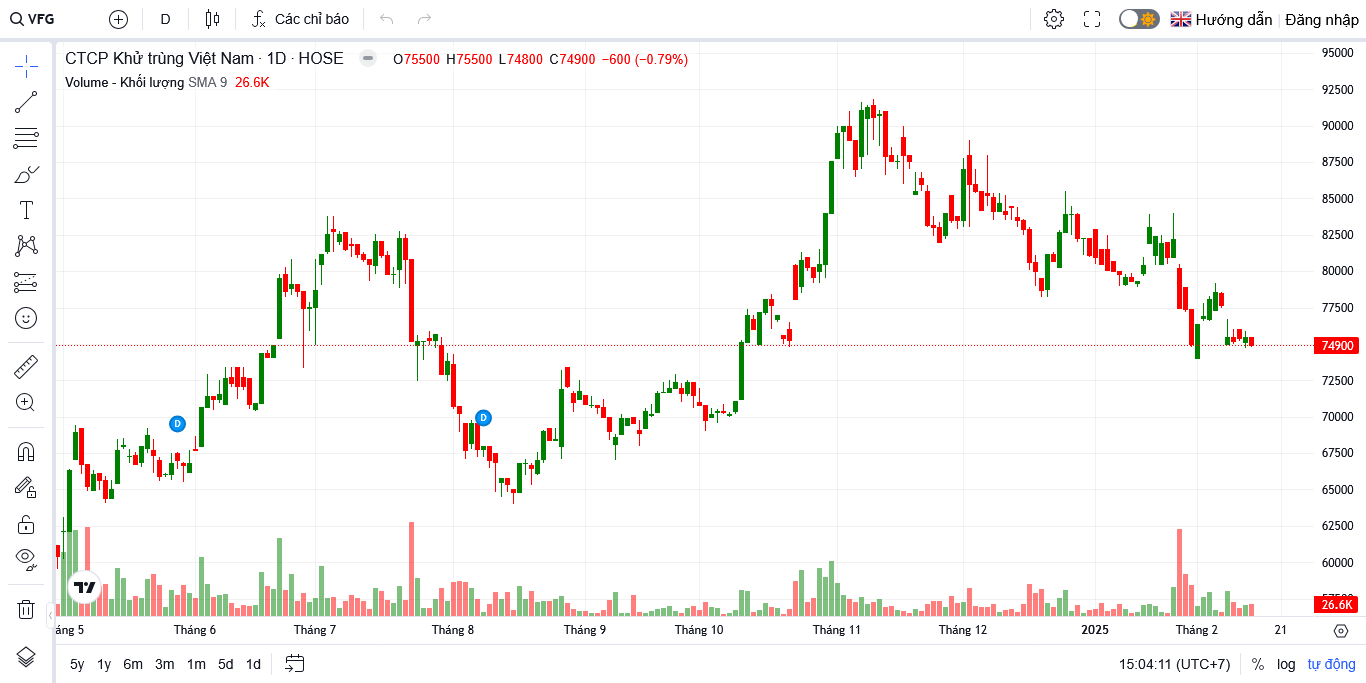 VFG D Các chỉ báo Hướng dẫn Đăng nhập
CTCP Khử trùng Việt Nam · 1D · HOSE O75500 H75500 L74800 C74900 −600 (−0.79%)
Volume - Khối lượng SMA 9 26.6K
95000
92500
90000
87500
85000
82500
80000
77500
74900
72500
70000
67500
65000
62500
60000
57500
26.6K
D
D
áng 5 Tháng 6 Tháng 7 Tháng 8 Tháng 9 Tháng 10 Tháng 11 Tháng 12 2025 Tháng 2 21
5y 1y 6m 3m 1m 5d 1d 15:04:11 (UTC+7) % log tự động